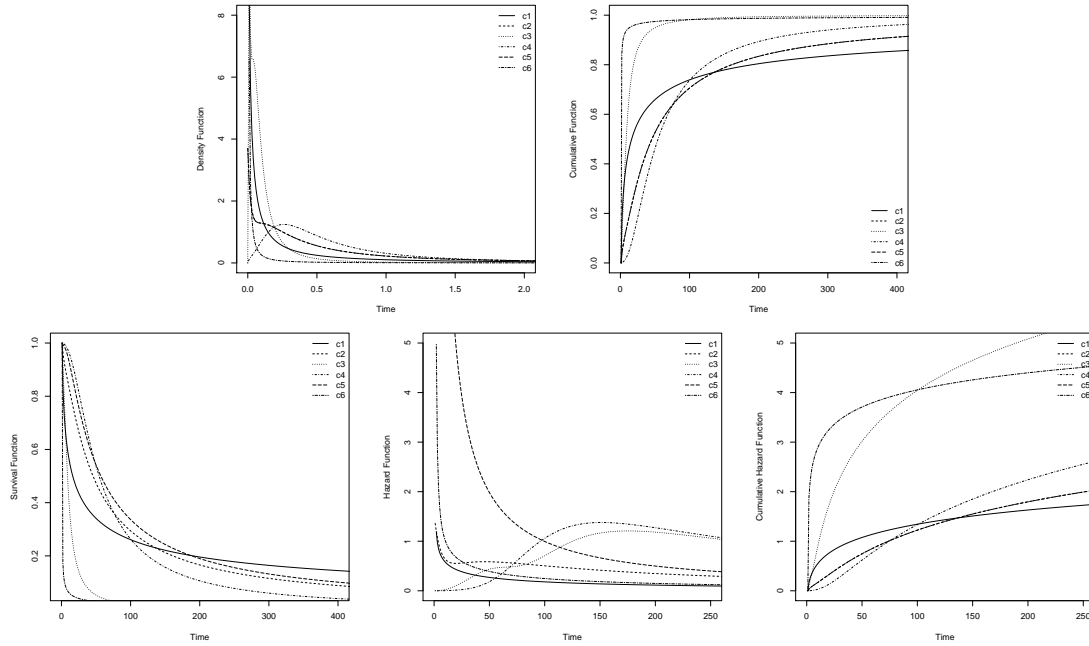 Density Function
8
6
4
2
0
0.0 0.5 1.0 1.5 2.0
Time
c1
c2
c3
c4
c5
c6
Cumulative Function
1.0
0.8
0.6
0.4
0.2
0.0
0 100 200 300 400
Time
c1
c2
c3
c4
c5
c6
Survival Function
1.0
0.8
0.6
0.4
0.2
0 100 200 300 400
Time
c1
c2
c3
c4
c5
c6
Hazard Function
5
4
3
2
1
0
0 50 100 150 200 250
Time
c1
c2
c3
c4
c5
c6
Cumulative Hazard Function
5
4
3
2
1
0
0 50 100 150 200 250
Time
c1
c2
c3
c4
c5
c6